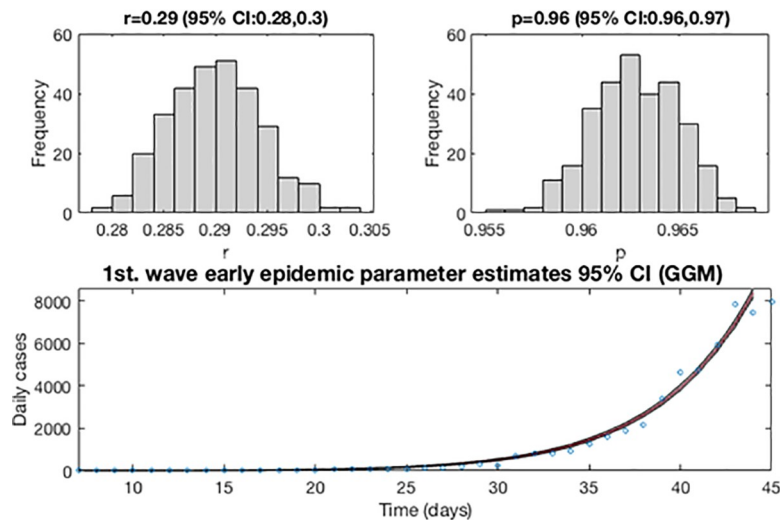 r=0.29 (95% CI:0.28,0.3)
p=0.96 (95% CI:0.96,0.97)
60
40
20
0
Frequency
0.28 0.285 0.29 0.295 0.3 0.305
r
60
40
20
0
Frequency
0.955 0.96 0.965
p
1st. wave early epidemic parameter estimates 95% CI (GGM)
8000
6000
4000
2000
0
Daily cases
10 15 20 25 30 35 40 45
Time (days)